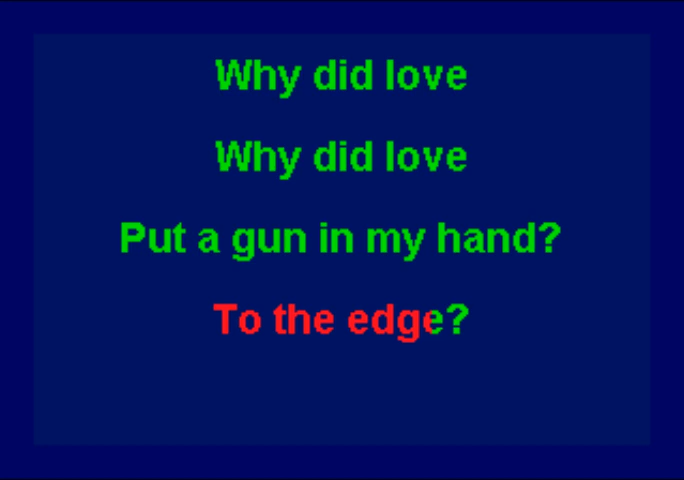 Why did love
Why did love
Put a gun in my hand?
To the edge?